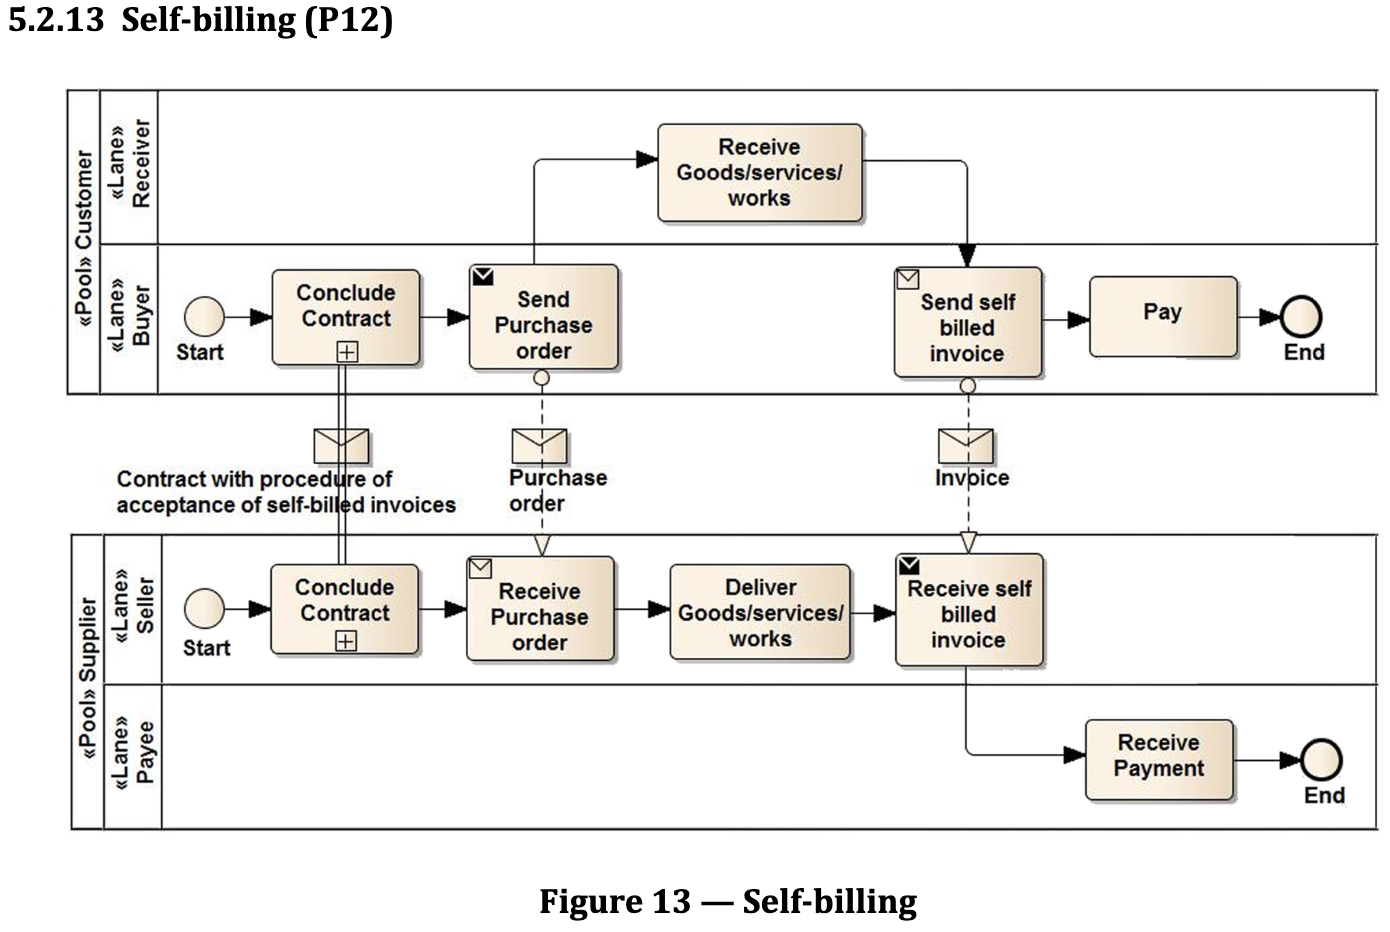 5.2.13 Self-billing (P12)
«Pool» Customer
«Lane»
Receiver
Receive
Goods/services/
works
«Lane»
Buyer
Start
Conclude
Contract
Send
Purchase
order
Send self
billed
invoice
Pay
End
Contract with procedure of
acceptance of self-billed invoices
Purchase
order
Invoice
«Pool» Supplier
«Lane»
Seller
Start
Conclude
Contract
Receive
Purchase
order
Deliver
Goods/services/
works
Receive self
billed
invoice
«Lane»
Payee
Receive
Payment
End
Figure 13 — Self-billing